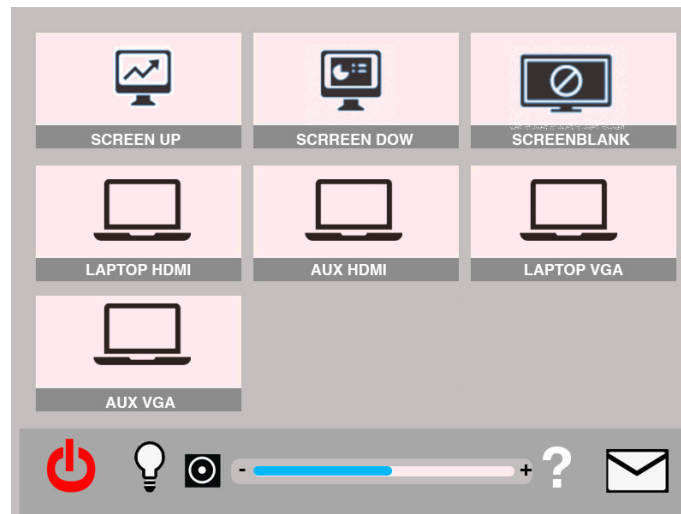 SCREEN UP
SCRREEN DOW
SCREENBLANK
LAPTOP HDMI
AUX HDMI
LAPTOP VGA
AUX VGA
- + ?